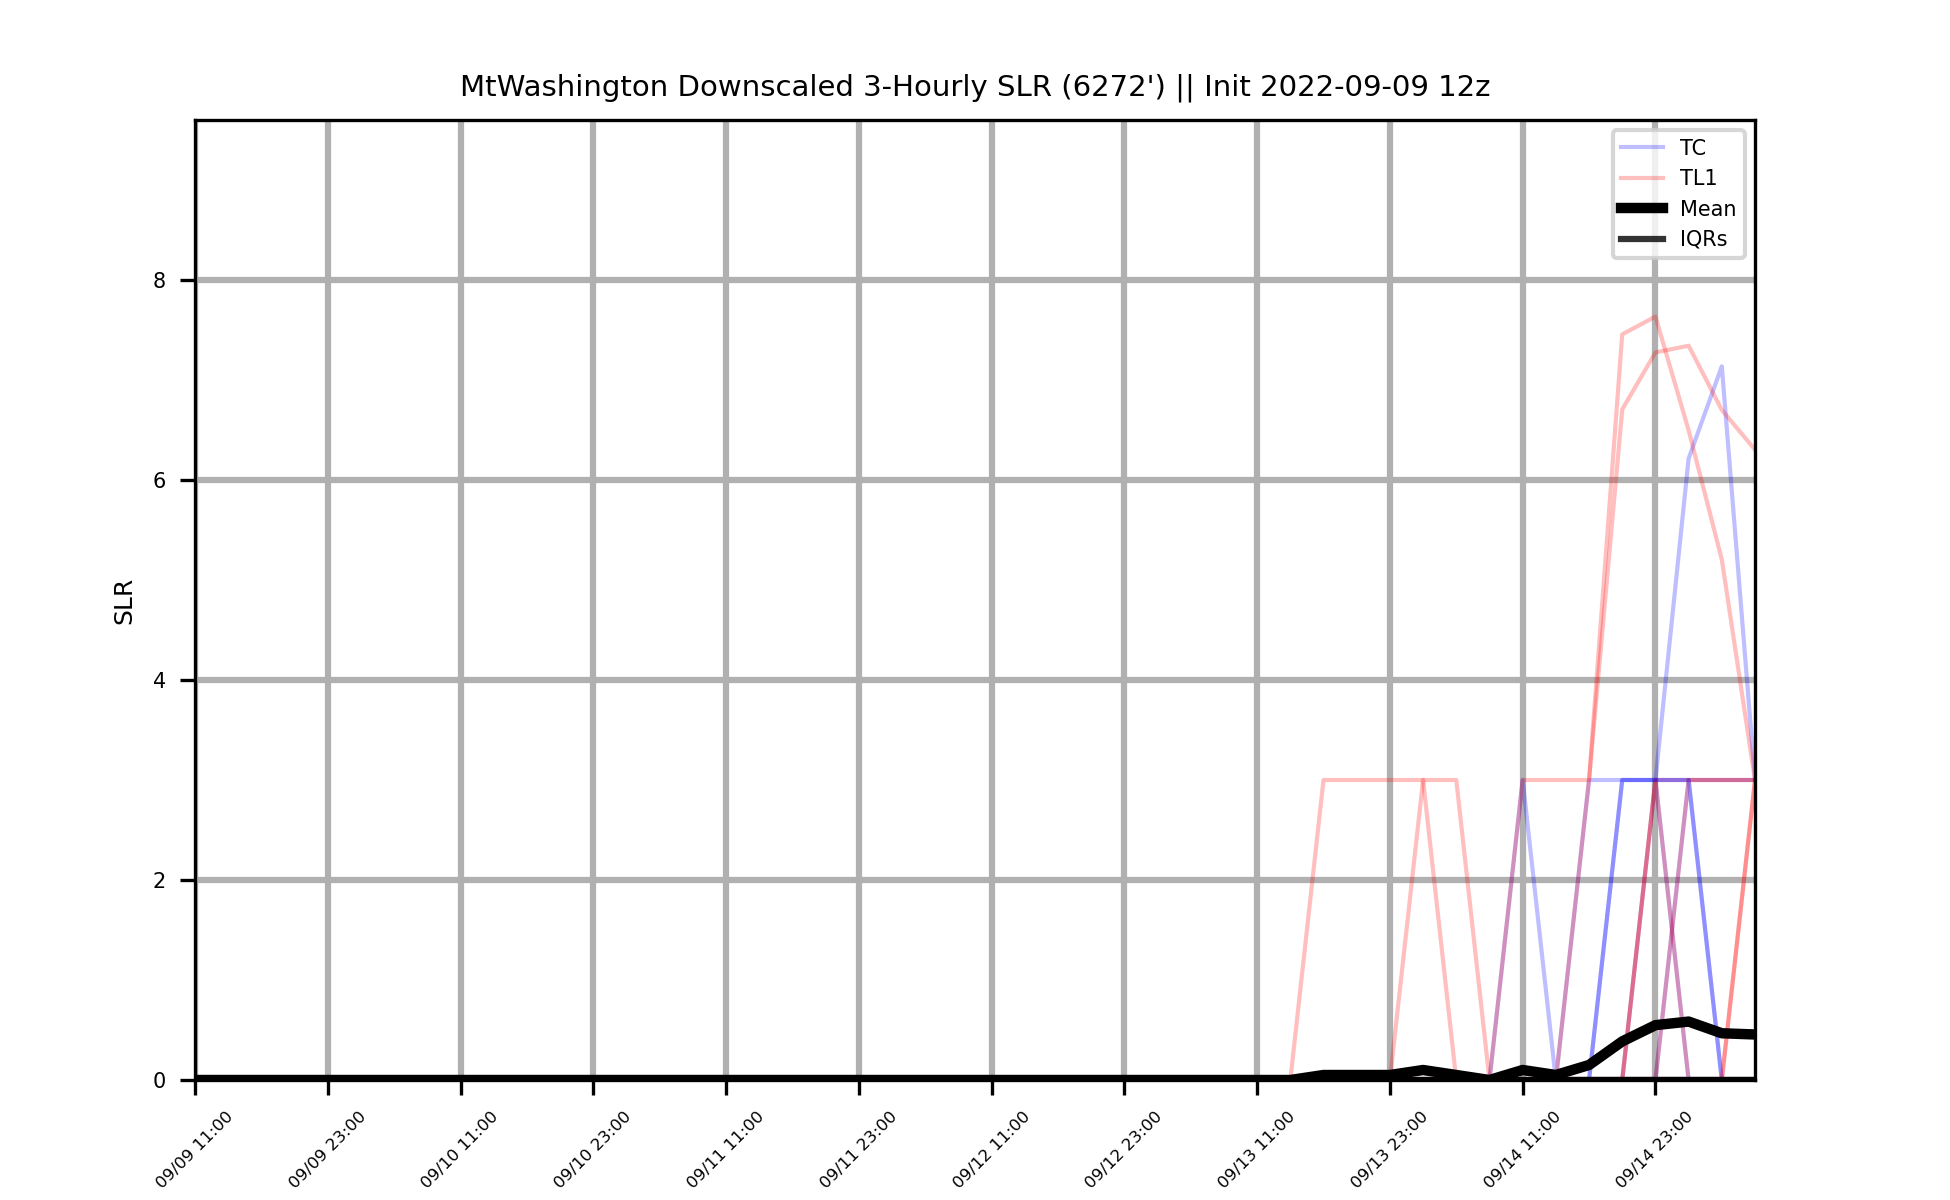 MtWashington Downscaled 3-Hourly SLR (6272') || Init 2022-09-09 12z
TC
TL1
Mean
IQRs
SLR
8
6
4
2
0
09/09 11:00
09/09 23:00
09/10 11:00
09/10 23:00
09/11 11:00
09/11 23:00
09/12 11:00
09/12 23:00
09/13 11:00
09/13 23:00
09/14 11:00
09/14 23:00